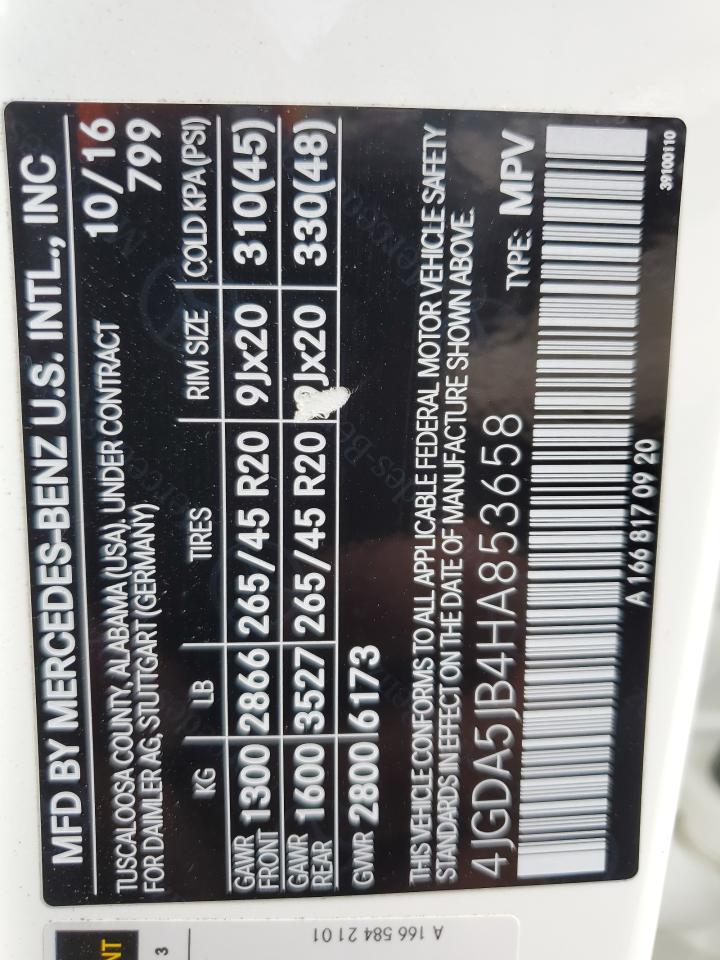 MFD BY MERCEDES-BENZ U.S. INTL., INC
TUSCALOOSA COUNTY, ALABAMA (USA), UNDER CONTRACT 10/16
FOR DAIMLER AG, STUTTGART (GERMANY) 799
KG LB TIRES RIM SIZE COLD KPA(PSI)
GAWR FRONT 1300 2866 265/45 R20 9Jx20 310(45)
GAWR REAR 1600 3527 265/45 R20 Jx20 330(48)
GVWR 2800 6173
THIS VEHICLE CONFORMS TO ALL APPLICABLE FEDERAL MOTOR VEHICLE SAFETY
STANDARDS IN EFFECT ON THE DATE OF MANUFACTURE SHOWN ABOVE.
4JGDA5JB4HA853658 TYPE: MPV
A 166 817 09 20
39100110
NT
3
A 166 584 21 01